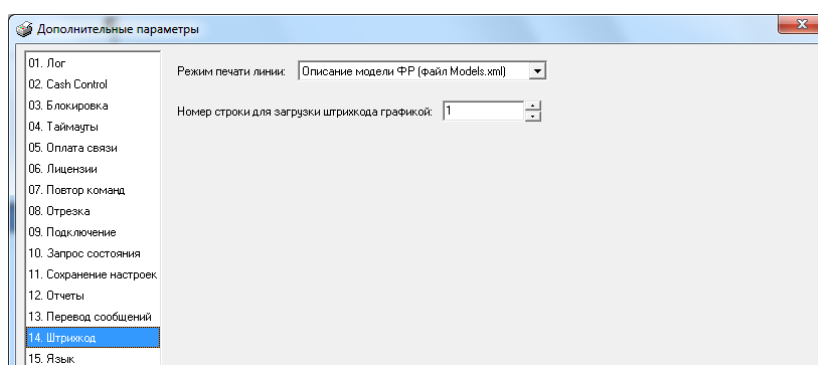 Дополнительные параметры
01. Лог
02. Cash Control
03. Блокировка
04. Таймауты
05. Оплата связи
06. Лицензии
07. Повтор команд
08. Отрезка
09. Подключение
10. Запрос состояния
11. Сохранение настроек
12. Отчеты
13. Перевод сообщений
14. Штрихкод
15. Язык
Режим печати линии: Описание модели ФР (файл Models.xml)
Номер строки для загрузки штрихкода графикой: 1